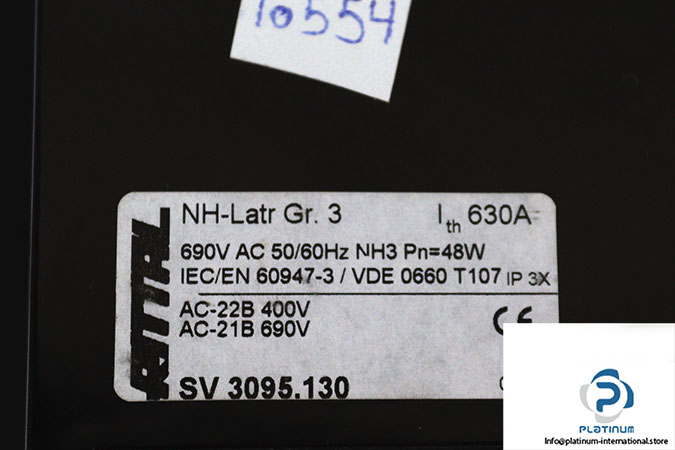 10554
NH-Latr Gr. 3 Ith 630A
690V AC 50/60Hz NH3 Pn=48W
IEC/EN 60947-3 / VDE 0660 T107 IP 3X
RITTAL
AC-22B 400V
AC-21B 690V
CE
SV 3095.130
PLATINUM
Info@platinum-international.store